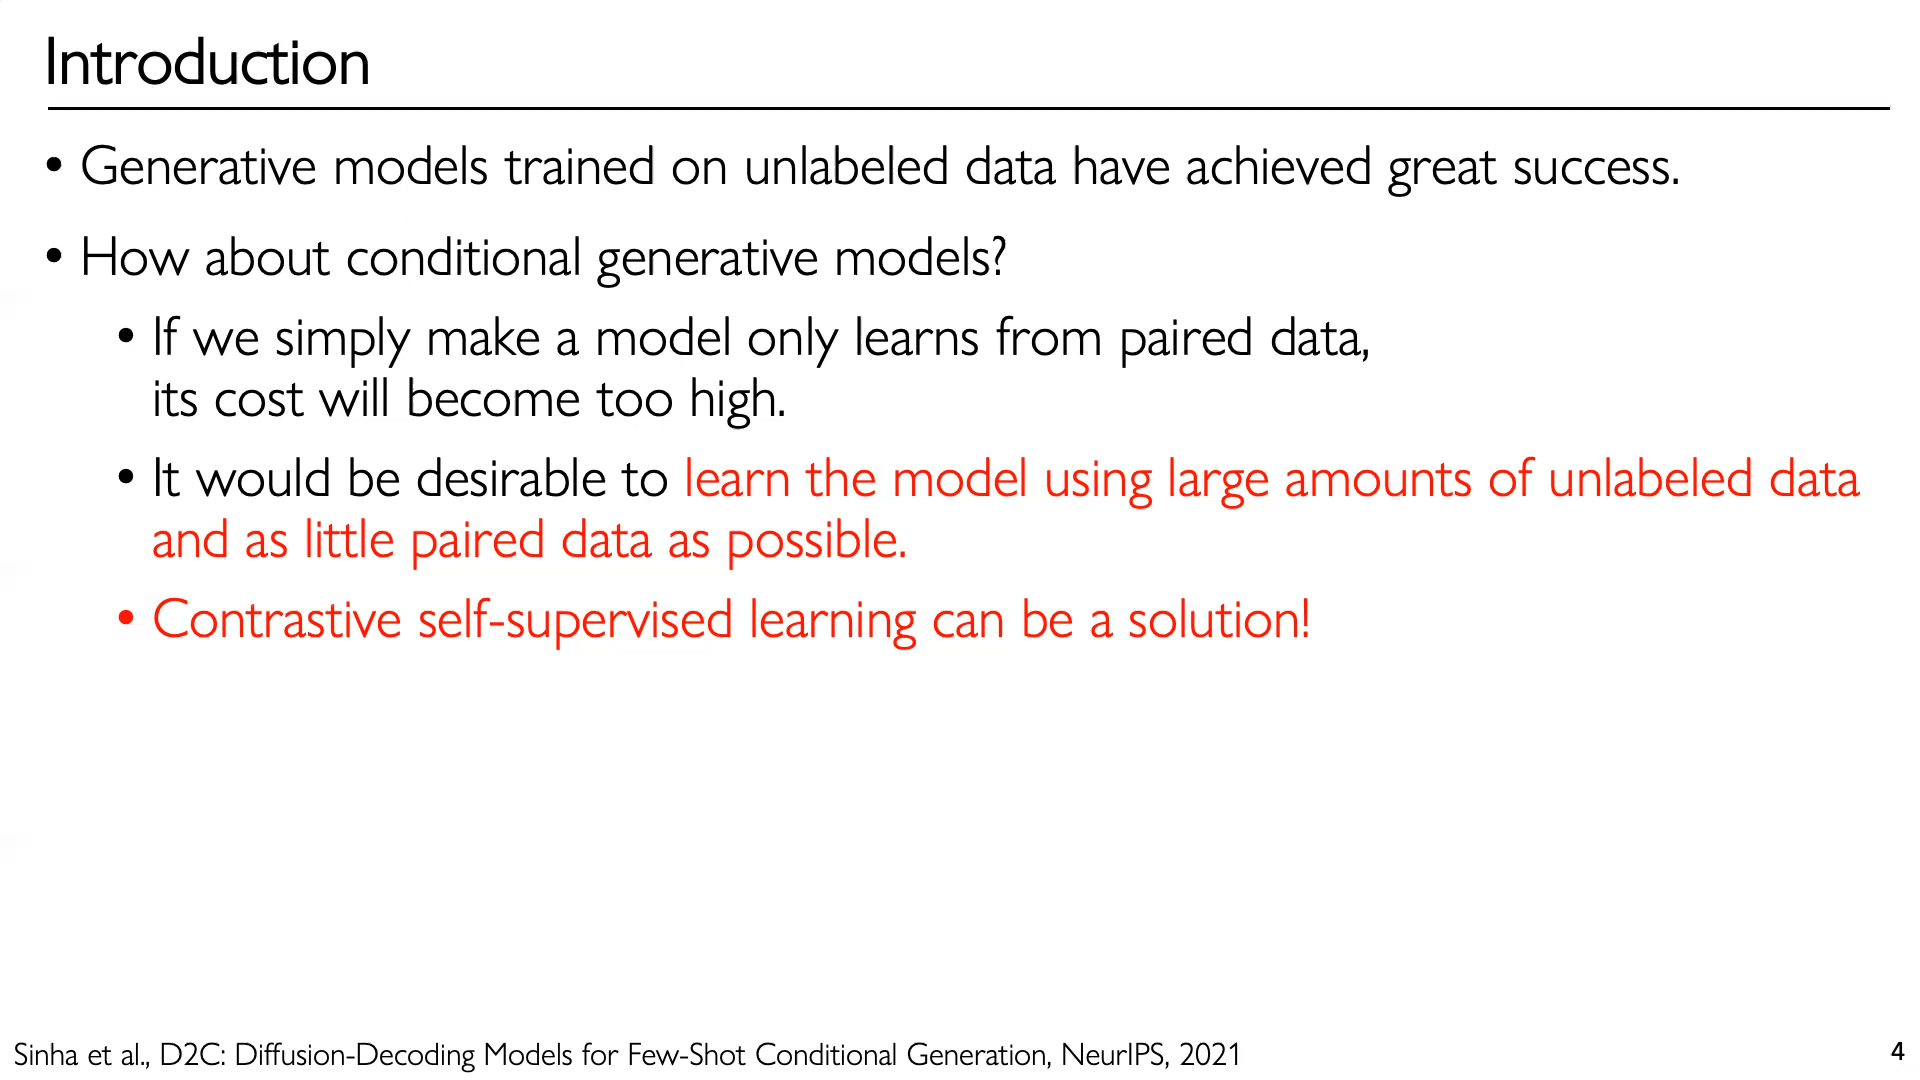 Introduction
• Generative models trained on unlabeled data have achieved great success.
• How about conditional generative models?
• If we simply make a model only learns from paired data,
its cost will become too high.
• It would be desirable to learn the model using large amounts of unlabeled data
and as little paired data as possible.
• Contrastive self-supervised learning can be a solution!
Sinha et al., D2C: Diffusion-Decoding Models for Few-Shot Conditional Generation, NeurIPS, 2021
4